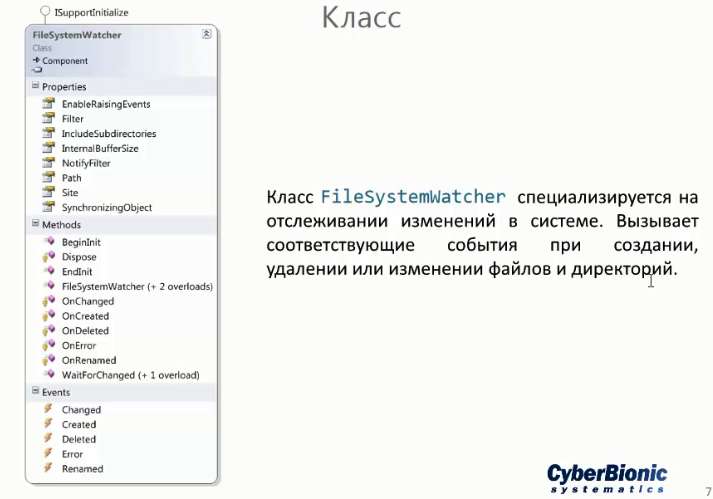 ISupportInitialize
Класс
FileSystemWatcher
Class
Component
Properties
EnableRaisingEvents
Filter
IncludeSubdirectories
InternalBufferSize
NotifyFilter
Path
Site
SynchronizingObject
Methods
BeginInit
Dispose
EndInit
FileSystemWatcher (+ 2 overloads)
OnChanged
OnCreated
OnDeleted
OnError
OnRenamed
WaitForChanged (+ 1 overload)
Events
Changed
Created
Deleted
Error
Renamed
Класс FileSystemWatcher специализируется на
отслеживании изменений в системе. Вызывает
соответствующие события при создании,
удалении или изменении файлов и директорий.
CyberBionic
systematics
7